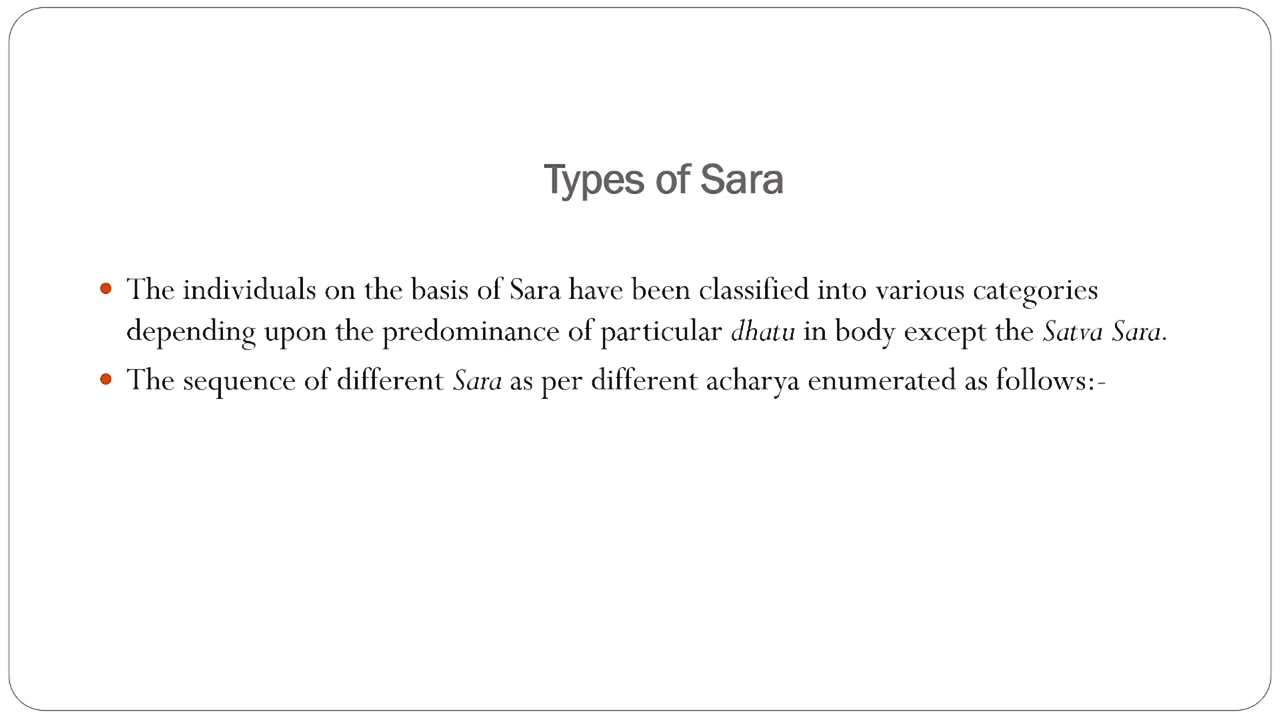 Types of Sara
The individuals on the basis of Sara have been classified into various categories
depending upon the predominance of particular dhatu in body except the Satva Sara.
The sequence of different Sara as per different acharya enumerated as follows:-